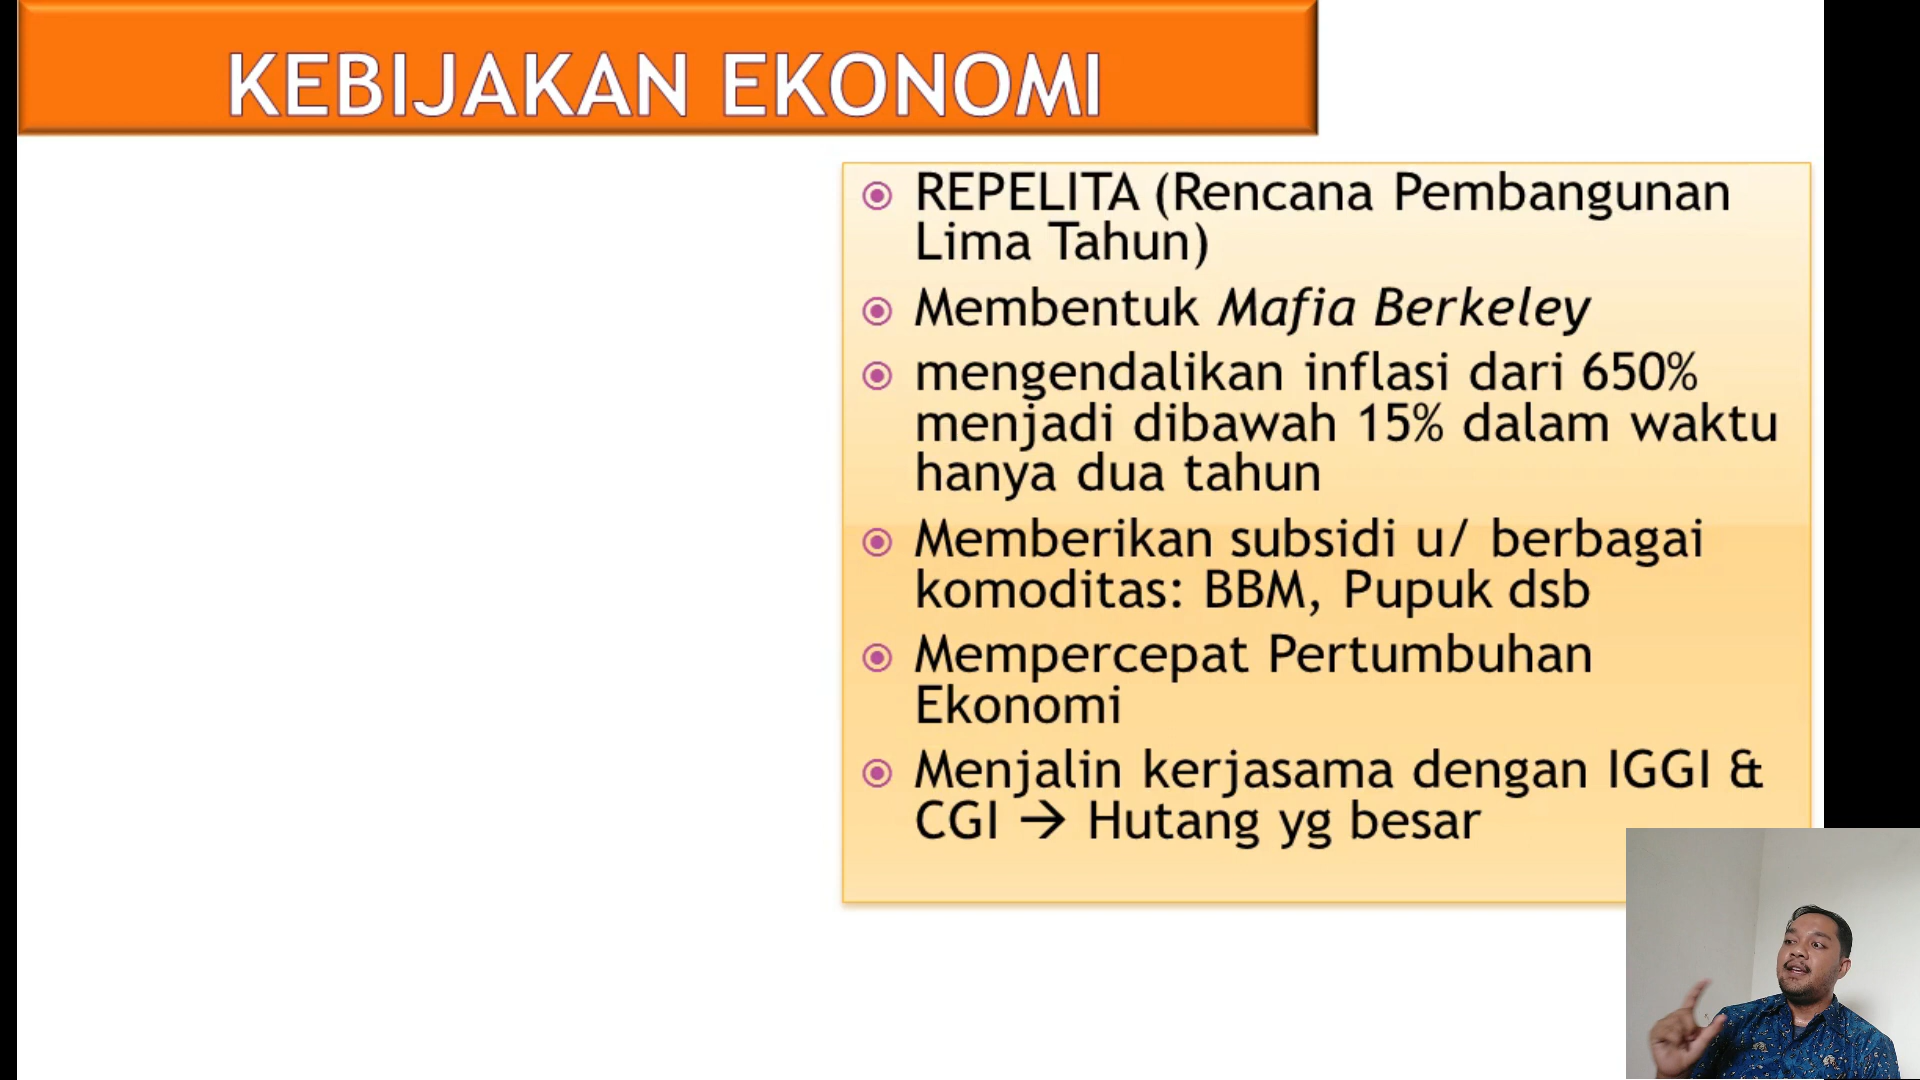 KEBIJAKAN EKONOMI
REPELITA (Rencana Pembangunan
Lima Tahun)
Membentuk Mafia Berkeley
mengendalikan inflasi dari 650%
menjadi dibawah 15% dalam waktu
hanya dua tahun
Memberikan subsidi u/ berbagai
komoditas: BBM, Pupuk dsb
Mempercepat Pertumbuhan
Ekonomi
Menjalin kerjasama dengan IGGI &
CGI → Hutang yg besar